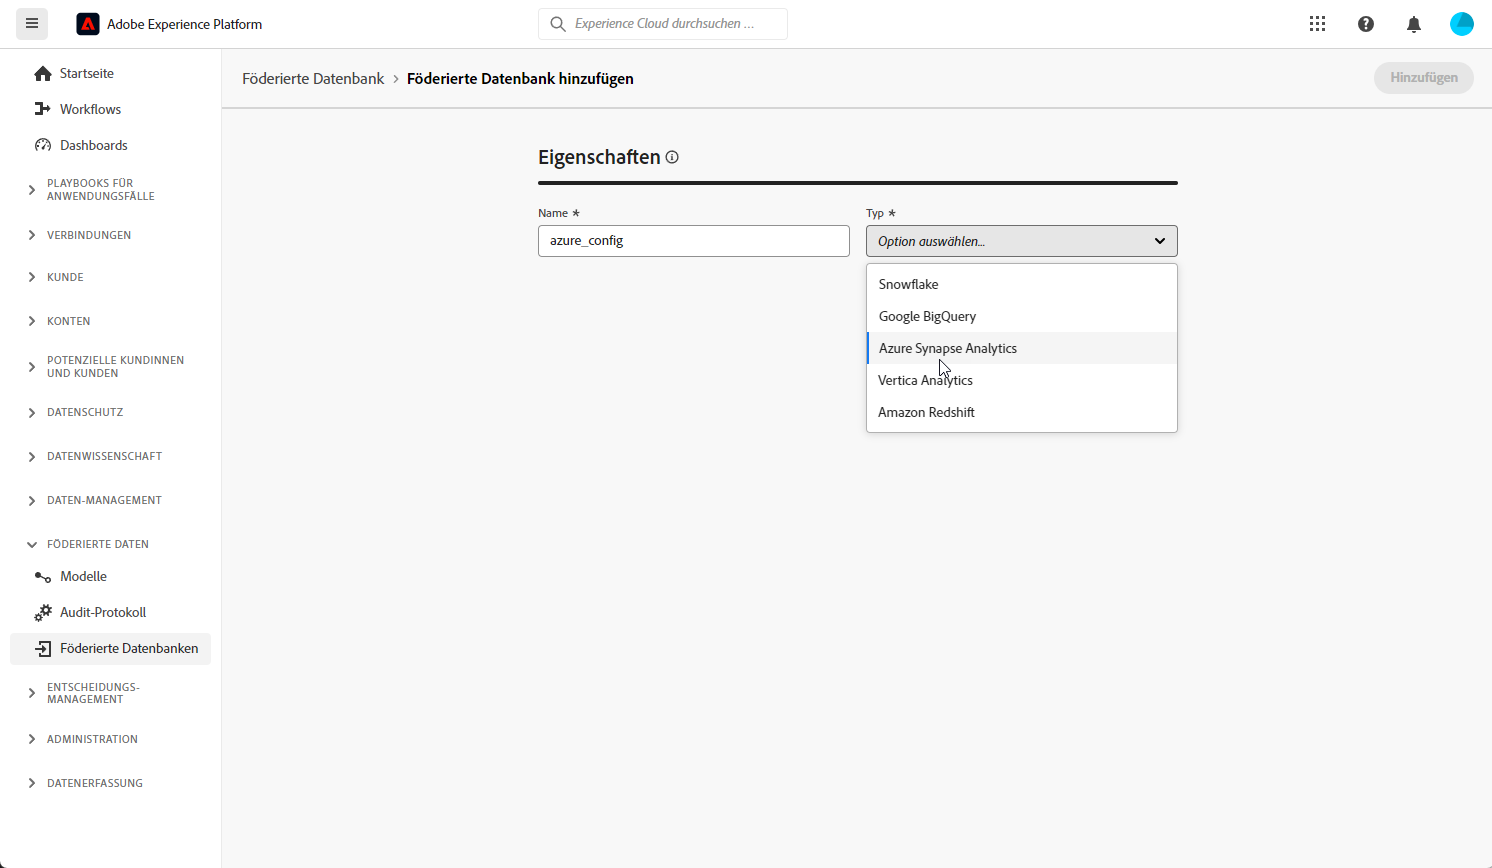 Adobe Experience Platform
Experience Cloud durchsuchen ...
Startseite
Workflows
Dashboards
PLAYBOOKS FÜR
ANWENDUNGSFÄLLE
VERBINDUNGEN
KUNDE
KONTEN
POTENZIELLE KUNDINNEN
UND KUNDEN
DATENSCHUTZ
DATENWISSENSCHAFT
DATEN-MANAGEMENT
FÖDERIERTE DATEN
Modelle
Audit-Protokoll
Föderierte Datenbanken
ENTSCHEIDUNGS-
MANAGEMENT
ADMINISTRATION
DATENERFASSUNG
Föderierte Datenbank > Föderierte Datenbank hinzufügen
Hinzufügen
Eigenschaften
Name *
azure_config
Typ *
Option auswählen...
Snowflake
Google BigQuery
Azure Synapse Analytics
Vertica Analytics
Amazon Redshift